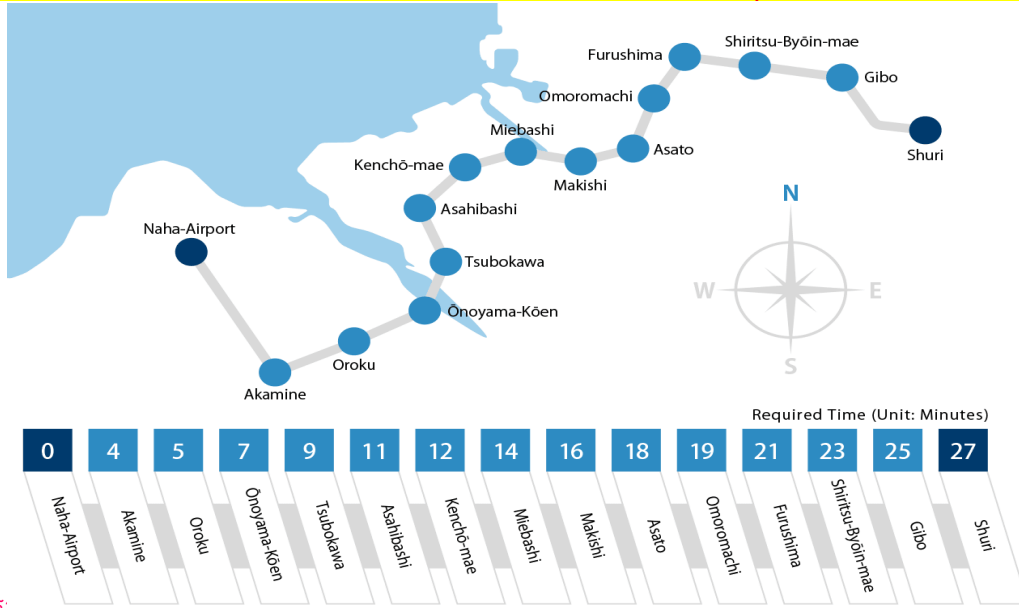 Shiritsu-Byōin-mae
Furushima
Gibo
Omoromachi
Miebashi
Asato
Kenchō-mae
Makishi
Shuri
Asahibashi
Naha-Airport
Tsubokawa
Ōnoyama-Kōen
Oroku
Akamine
N
W
E
S
Required Time (Unit: Minutes)
0 4 5 7 9 11 12 14 16 18 19 21 23 25 27
Naha-Airport
Akamine
Oroku
Ōnoyama-Kōen
Tsubokawa
Asahibashi
Kenchō-mae
Miebashi
Makishi
Asato
Omoromachi
Furushima
Shiritsu-Byōin-mae
Gibo
Shuri